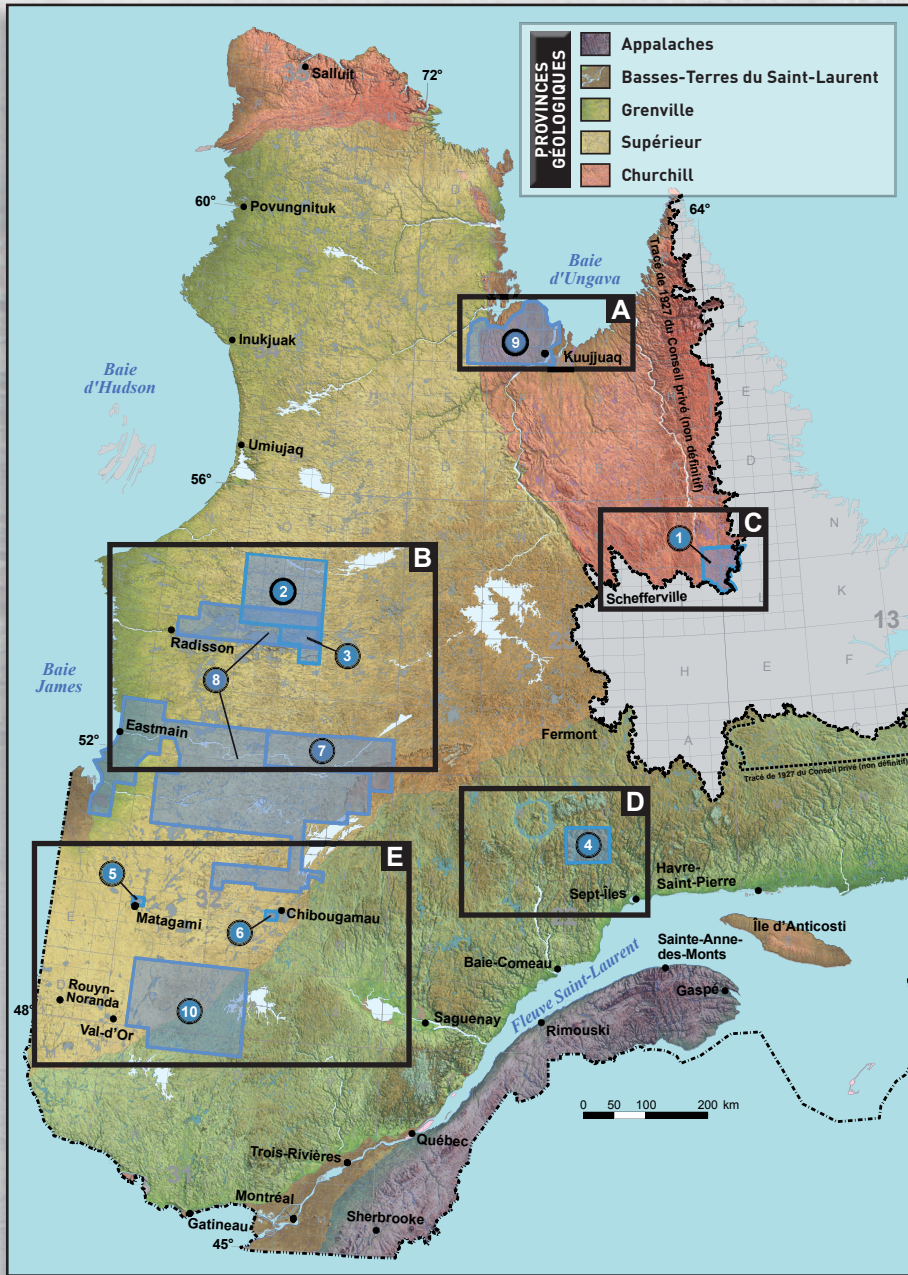 PROVINCES
GÉOLOGIQUES
Appalaches
Basses-Terres du Saint-Laurent
Grenville
Supérieur
Churchill
72°
Salluit
60°
Povungnituk
64°
Baie
d'Ungava
Tracé de 1927 du Conseil privé (non définitif)
A
9
Kuujjuaq
Inukjuak
Baie
d'Hudson
Umiujaq
56°
C
1
Schefferville
B
2
Radisson
3
8
13
Baie
James
Eastmain
52°
7
Fermont
Tracé de 1927 du Conseil privé (non définitif)
D
4
Sept-Îles
Havre-
Saint-Pierre
E
5
Matagami
32
6
Chibougamau
Île d'Anticosti
Sainte-Anne-
des-Monts
Baie-Comeau
Gaspé
Fleuve Saint-Laurent
Rouyn-
Noranda
48°
Val-d'Or
10
Saguenay
Rimouski
0 50 100 200 km
Québec
Trois-Rivières
31
Montréal
Gatineau
Sherbrooke
45°
L
E
D
N
K
L
H
E
F
A